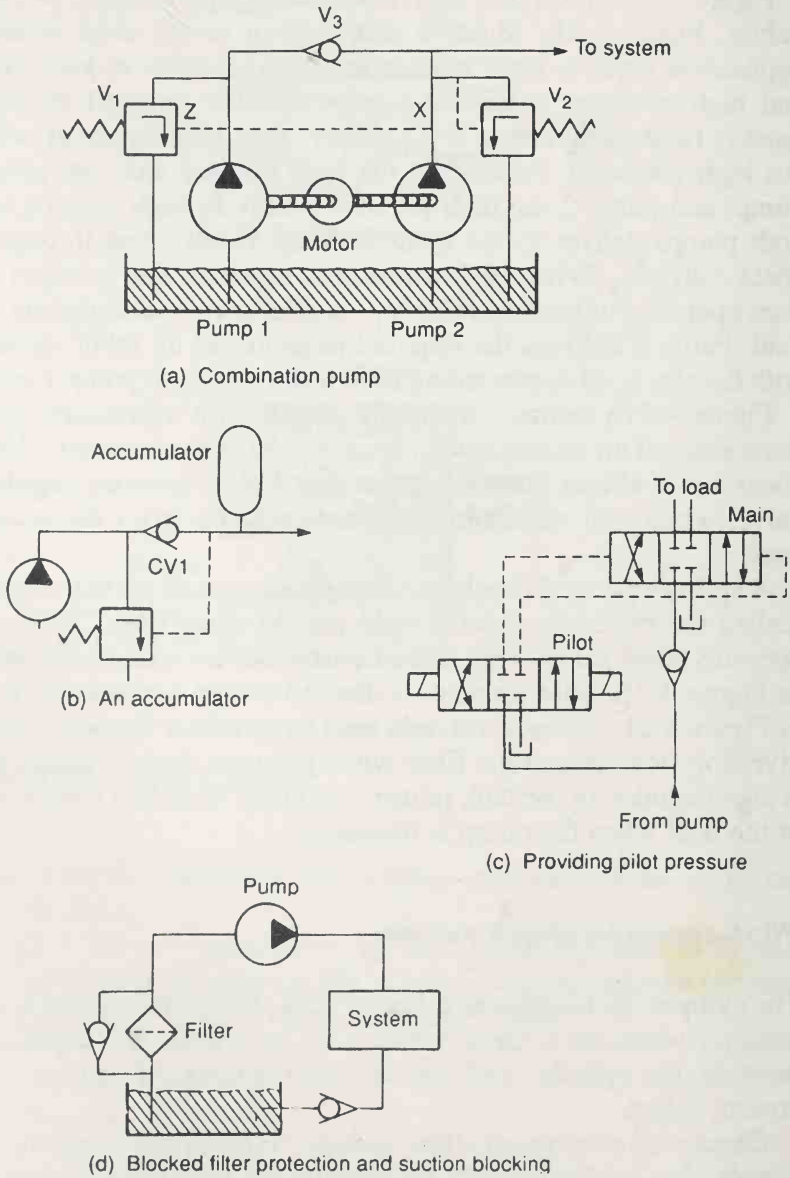 V3
To system
V1
Z
X
V2
Motor
Pump 1
Pump 2
(a) Combination pump
Accumulator
CV1
(b) An accumulator
To load
Main
Pilot
From pump
(c) Providing pilot pressure
Pump
Filter
System
(d) Blocked filter protection and suction blocking